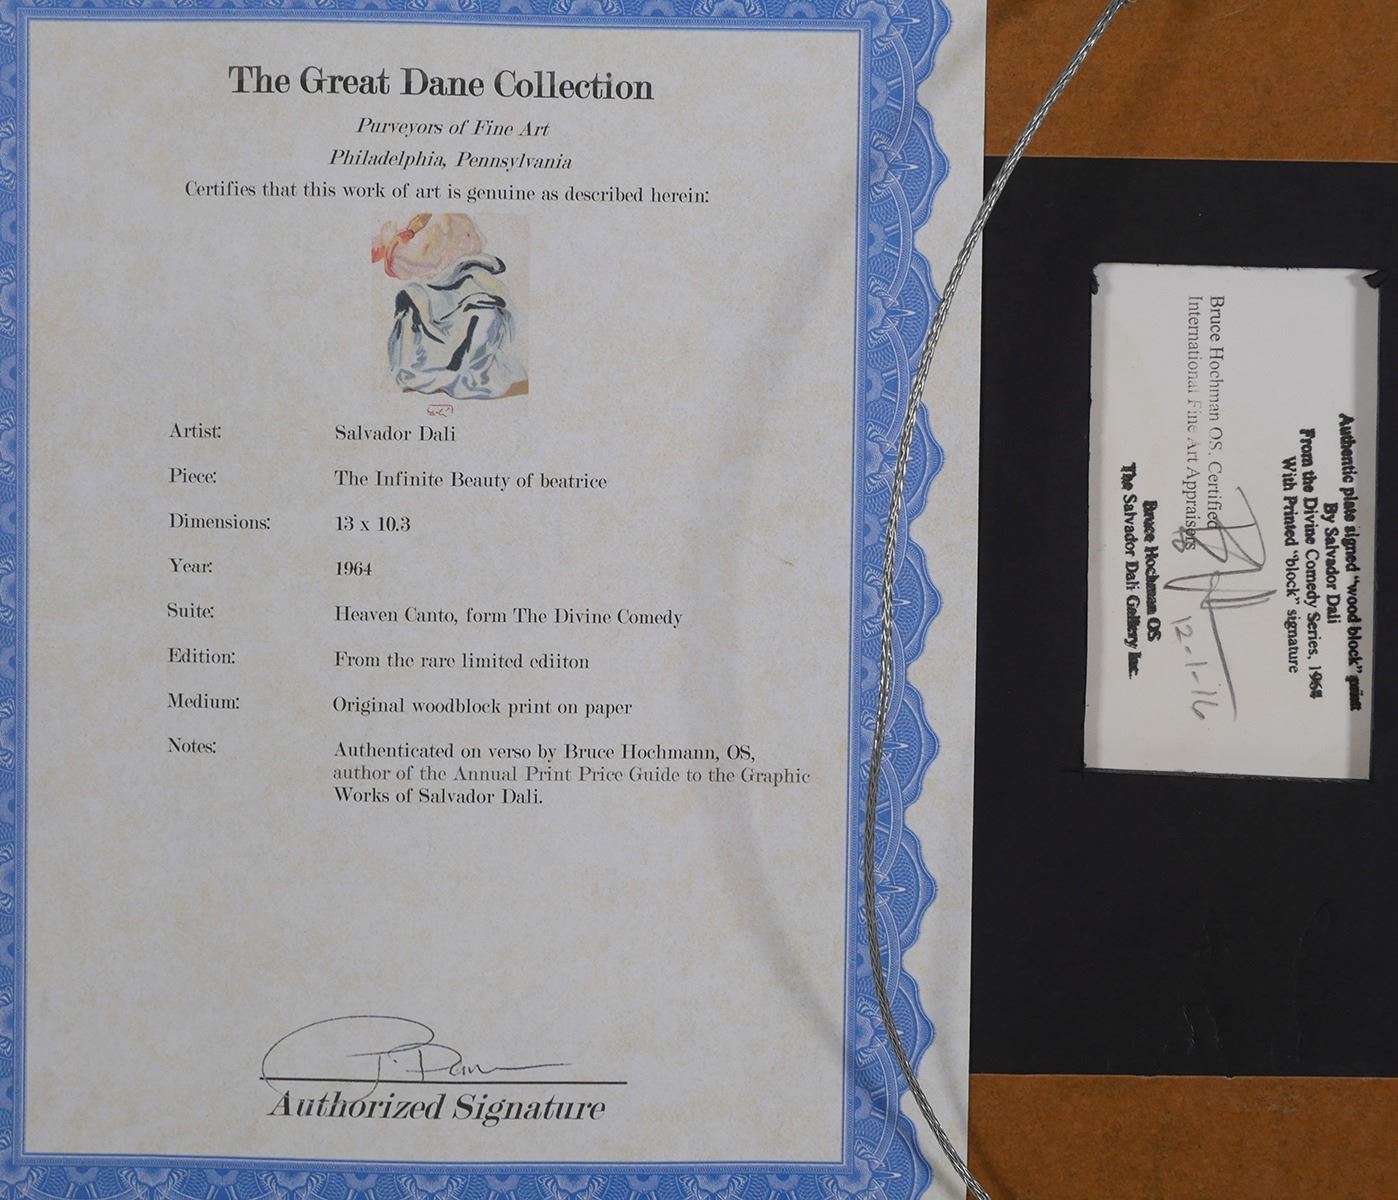 The Great Dane Collection
Purveyors of Fine Art
Philadelphia, Pennsylvania
Certifies that this work of art is genuine as described herein:
Artist: Salvador Dali
Piece: The Infinite Beauty of beatrice
Dimensions: 13 x 10.3
Year: 1964
Suite: Heaven Canto, form The Divine Comedy
Edition: From the rare limited ediiton
Medium: Original woodblock print on paper
Notes: Authenticated on verso by Bruce Hochmann, OS,
author of the Annual Print Price Guide to the Graphic
Works of Salvador Dali.
Authorized Signature
Authentic plate signed "wood block" print
By Salvador Dali
From the Divine Comedy Series, 1964
With Printed "block" signature
Bruce Hochman OS, Certified
International Fine Art Appraisers
12-1-16
Bruce Hochman OS
The Salvador Dali Gallery Inc.